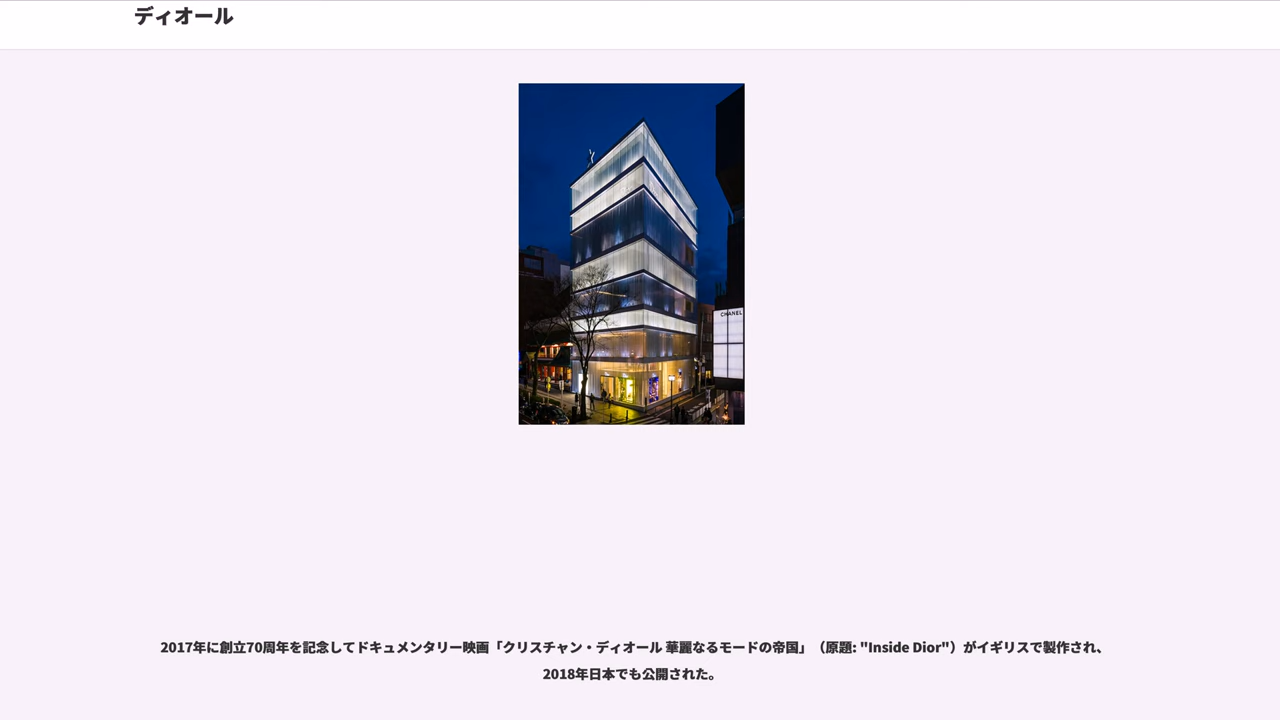 ディオール
CHANEL
2017年に創立70周年を記念してドキュメンタリー映画「クリスチャン・ディオール 華麗なるモードの帝国」（原題: "Inside Dior"）がイギリスで製作され、
2018年日本でも公開された。